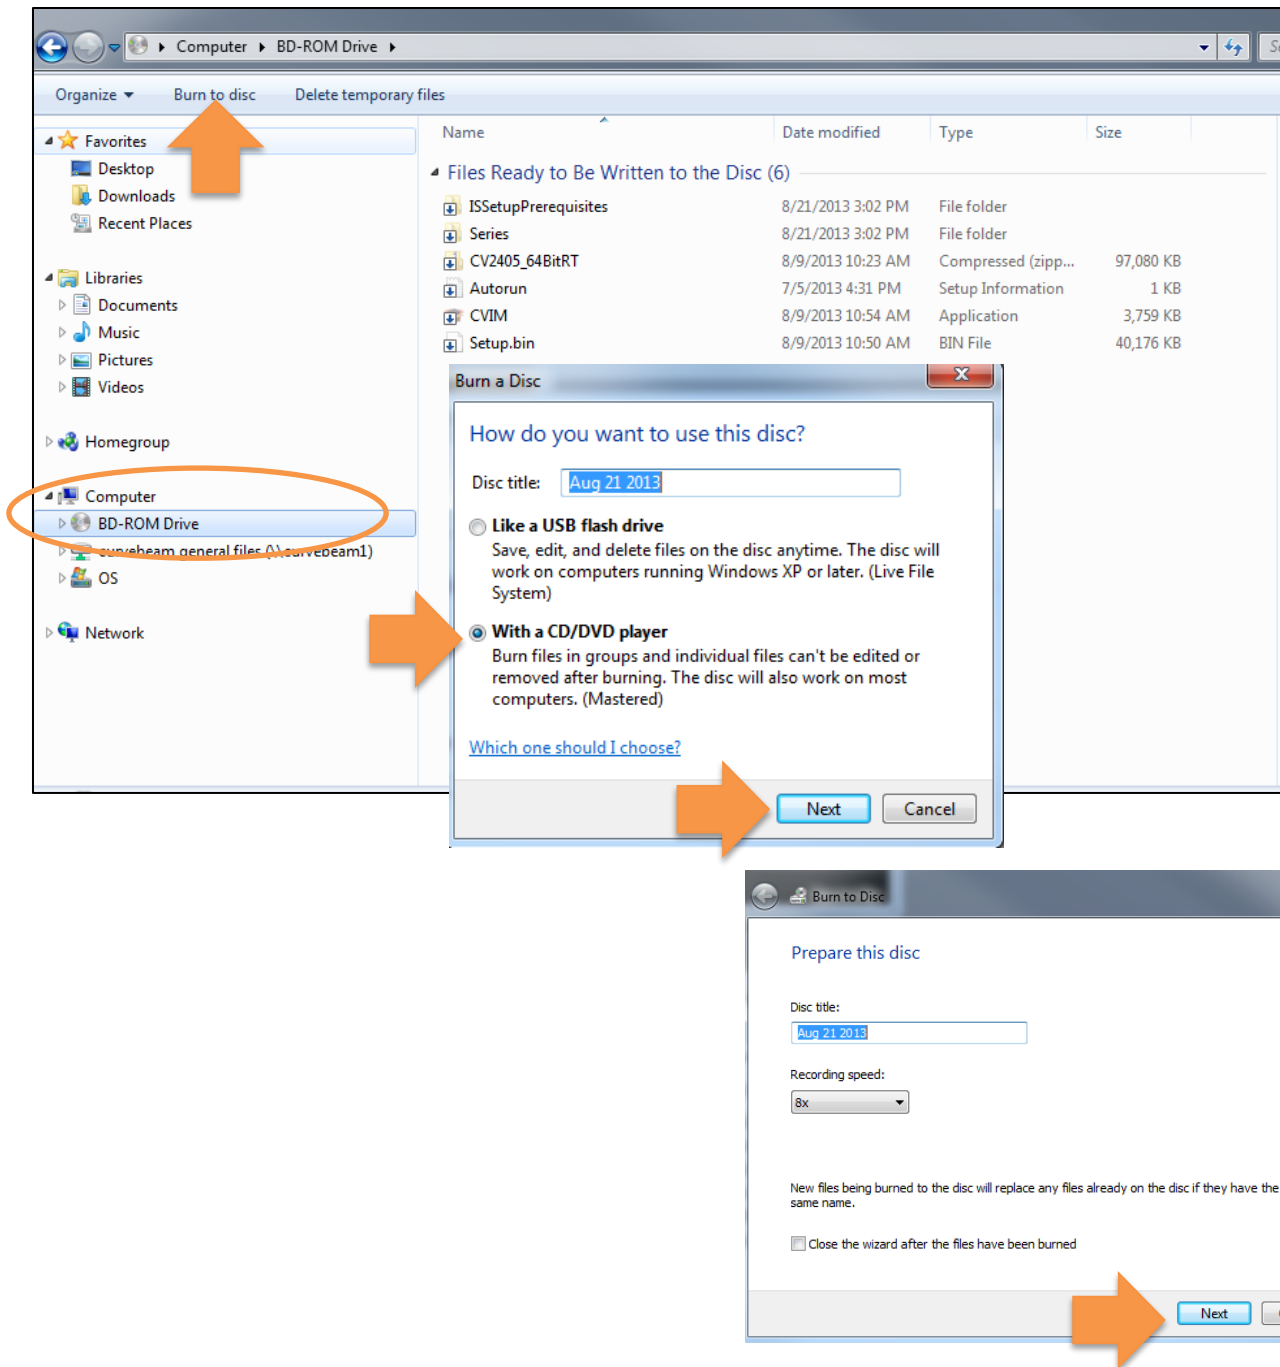 Computer ▸ BD-ROM Drive ▸
Organize Burn to disc Delete temporary files
Name Date modified Type Size
Favorites
Desktop
Downloads
Recent Places
Libraries
Documents
Music
Pictures
Videos
Homegroup
Computer
BD-ROM Drive
curvebeam general files (\\curvebeam1)
OS
Network
Files Ready to Be Written to the Disc (6)
ISSetupPrerequisites 8/21/2013 3:02 PM File folder
Series 8/21/2013 3:02 PM File folder
CV2405_64BitRT 8/9/2013 10:23 AM Compressed (zipp... 97,080 KB
Autorun 7/5/2013 4:31 PM Setup Information 1 KB
CVIM 8/9/2013 10:54 AM Application 3,759 KB
Setup.bin 8/9/2013 10:50 AM BIN File 40,176 KB
Burn a Disc
How do you want to use this disc?
Disc title: Aug 21 2013
Like a USB flash drive
Save, edit, and delete files on the disc anytime. The disc will
work on computers running Windows XP or later. (Live File
System)
With a CD/DVD player
Burn files in groups and individual files can't be edited or
removed after burning. The disc will also work on most
computers. (Mastered)
Which one should I choose?
Next Cancel
Burn to Disc
Prepare this disc
Disc title:
Aug 21 2013
Recording speed:
8x
New files being burned to the disc will replace any files already on the disc if they have the
same name.
Close the wizard after the files have been burned
Next